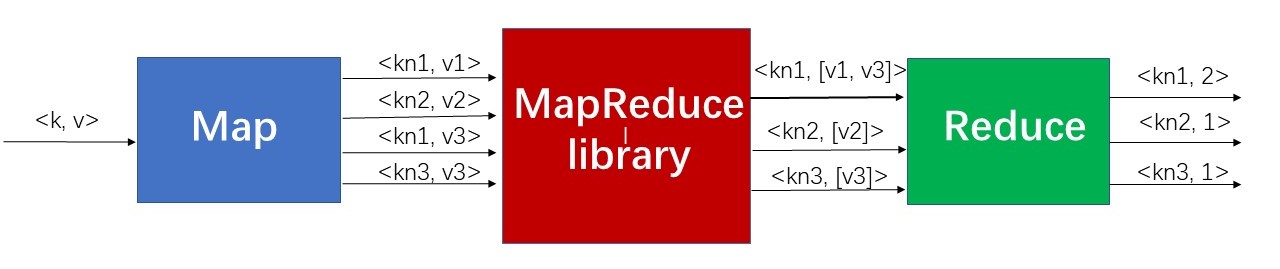 <k, v>
Map
<kn1, v1>
<kn2, v2>
<kn1, v3>
<kn3, v3>
MapReduce
library
<kn1, [v1, v3]>
<kn2, [v2]>
<kn3, [v3]>
Reduce
<kn1, 2>
<kn2, 1>
<kn3, 1>